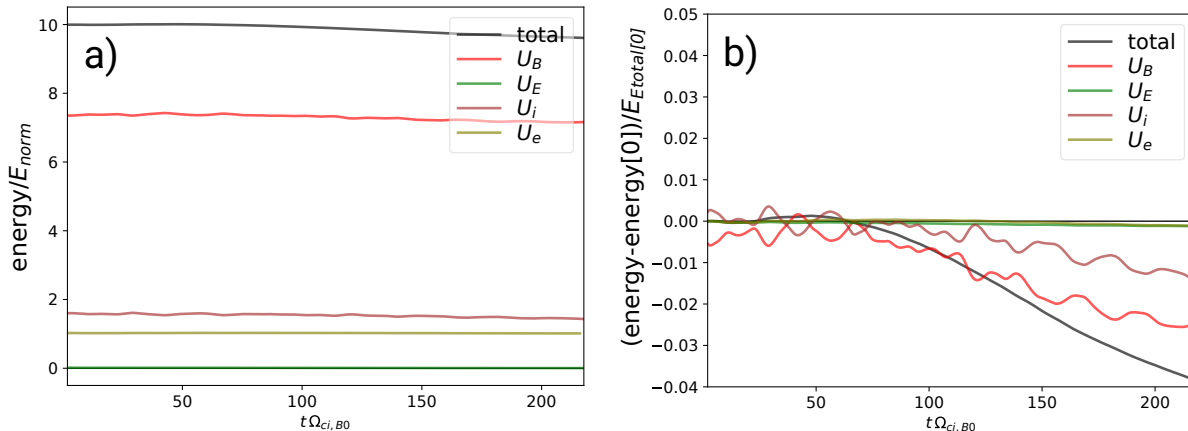 a)
energy/E_norm
10
8
6
4
2
0
total
U_B
U_E
U_i
U_e
50
100
150
200
t Ω_ci, B0
b)
(energy-energy[0])/E_Etotal[0]
0.05
0.04
0.03
0.02
0.01
0.00
−0.01
−0.02
−0.03
−0.04
total
U_B
U_E
U_i
U_e
50
100
150
200
t Ω_ci, B0